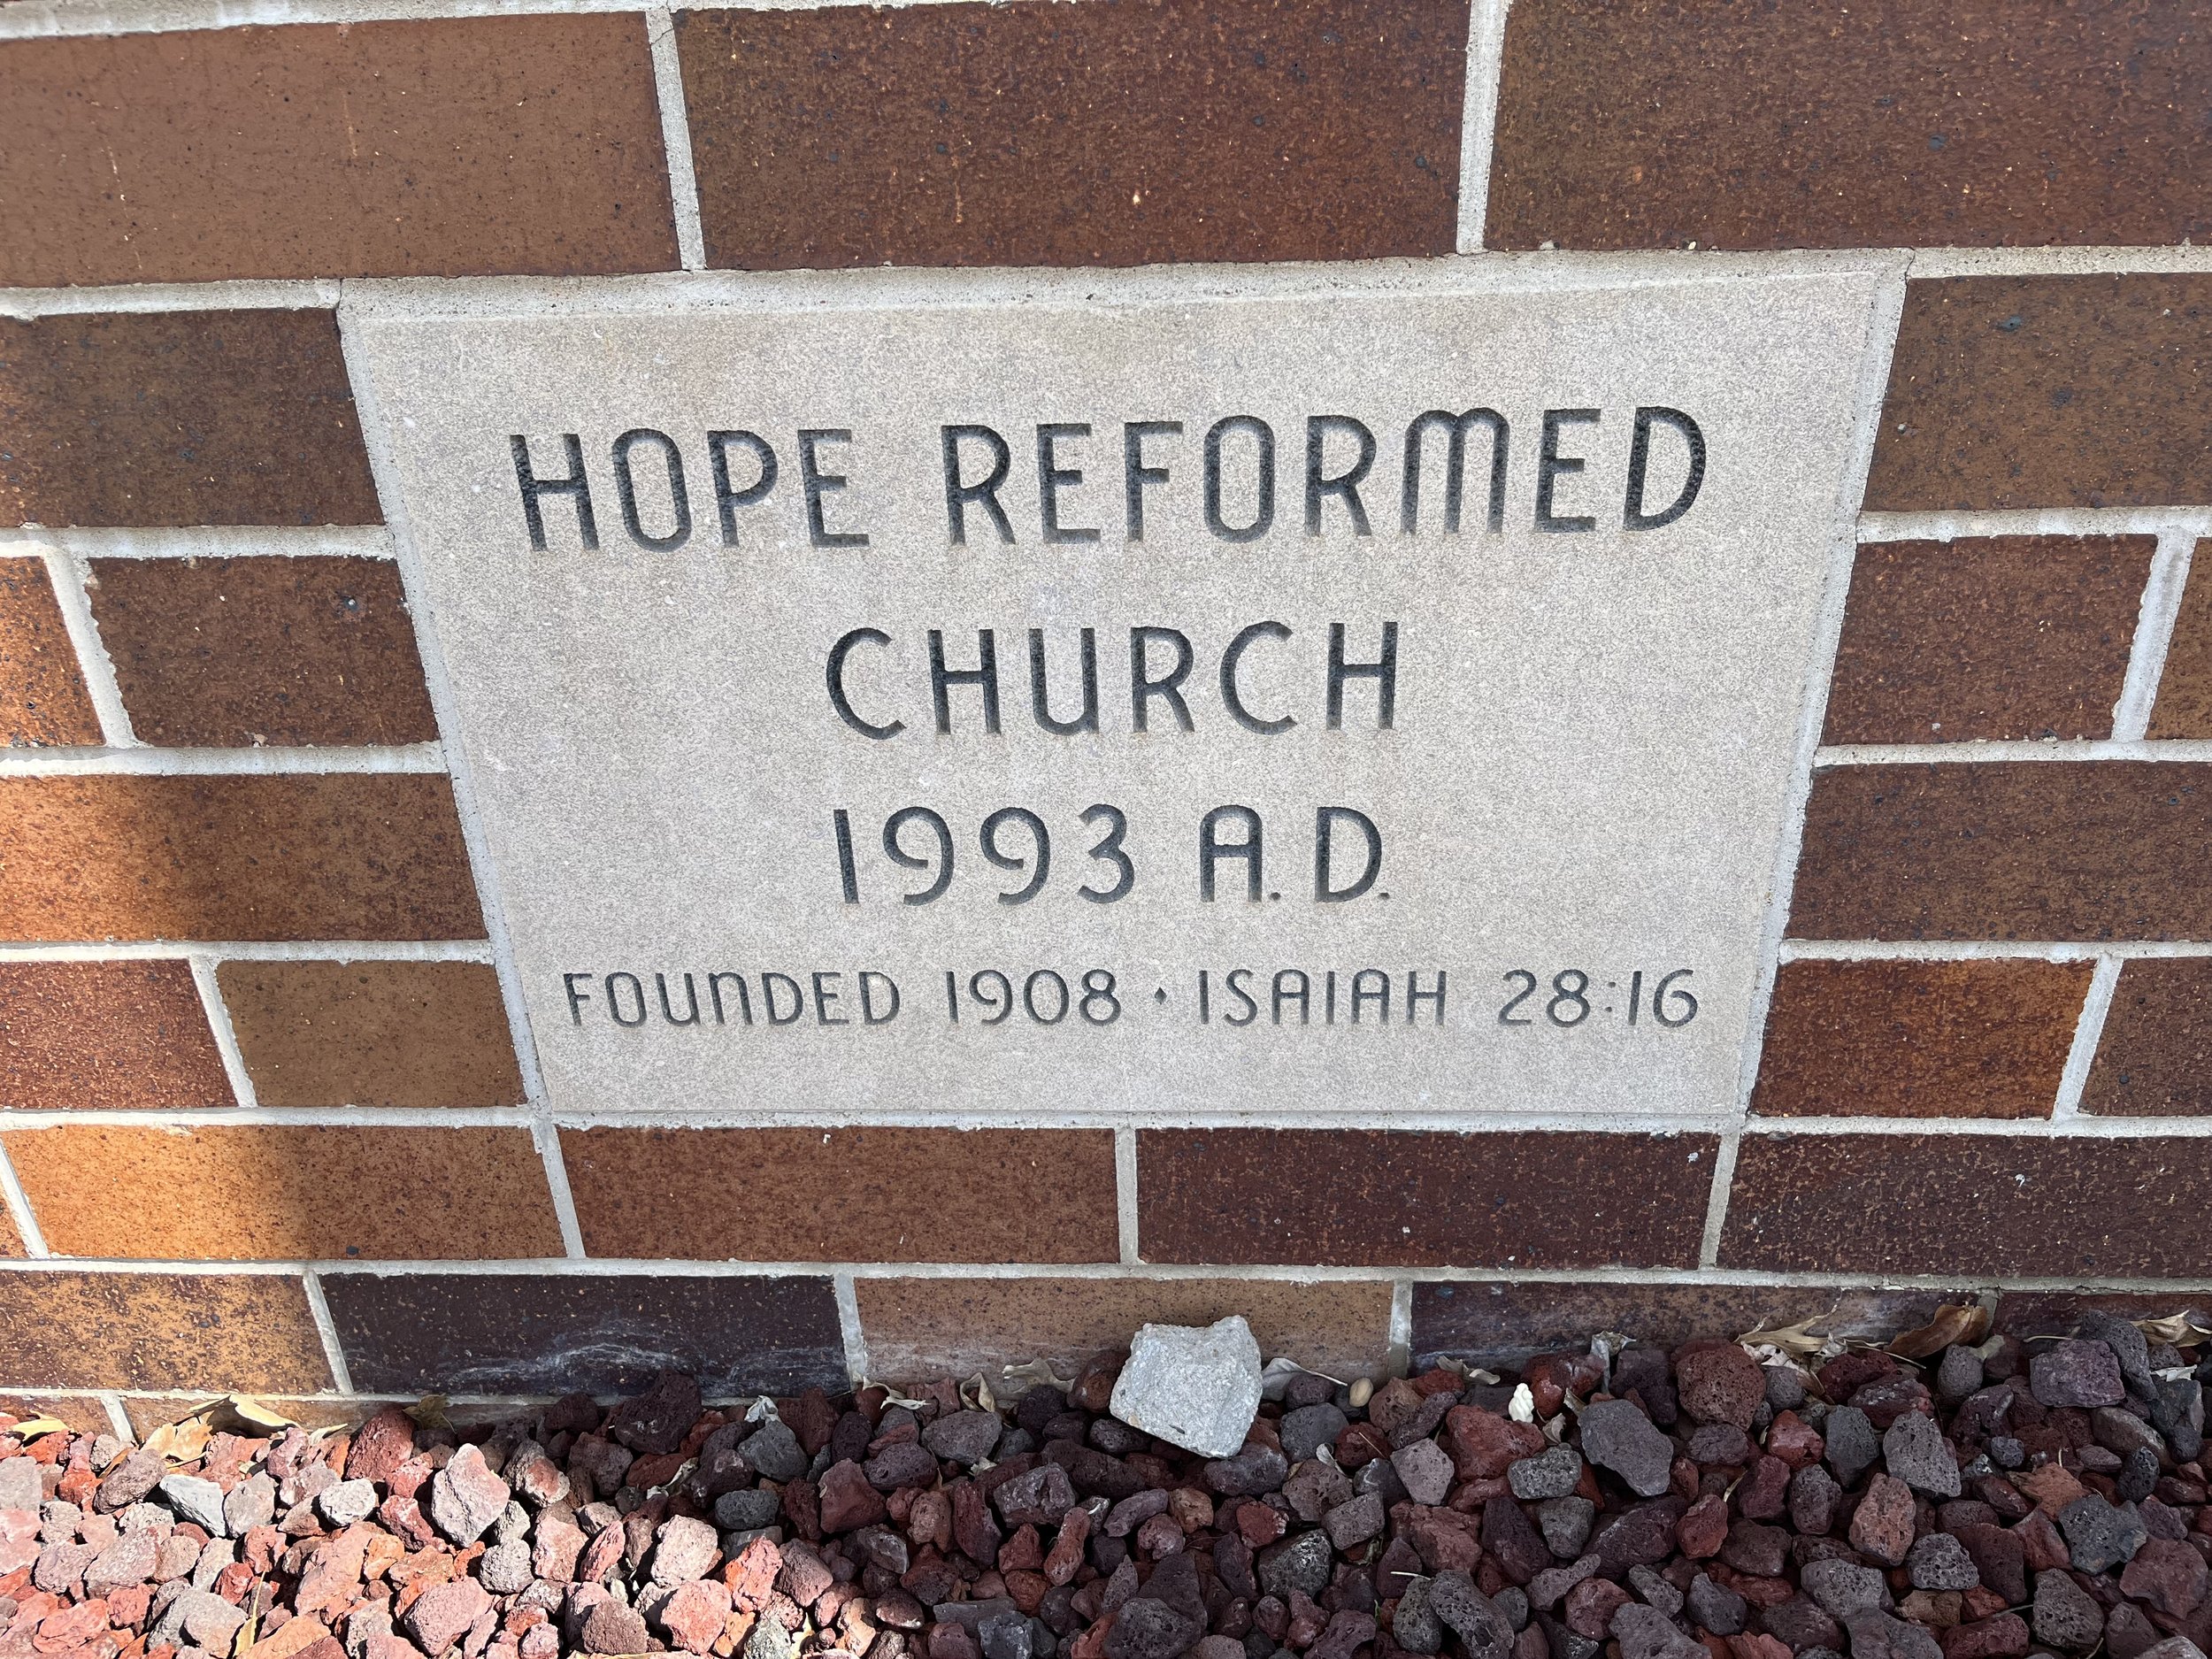 HOPE REFORMED
CHURCH
1993 A.D.
FOUNDED 1908 · ISAIAH 28:16